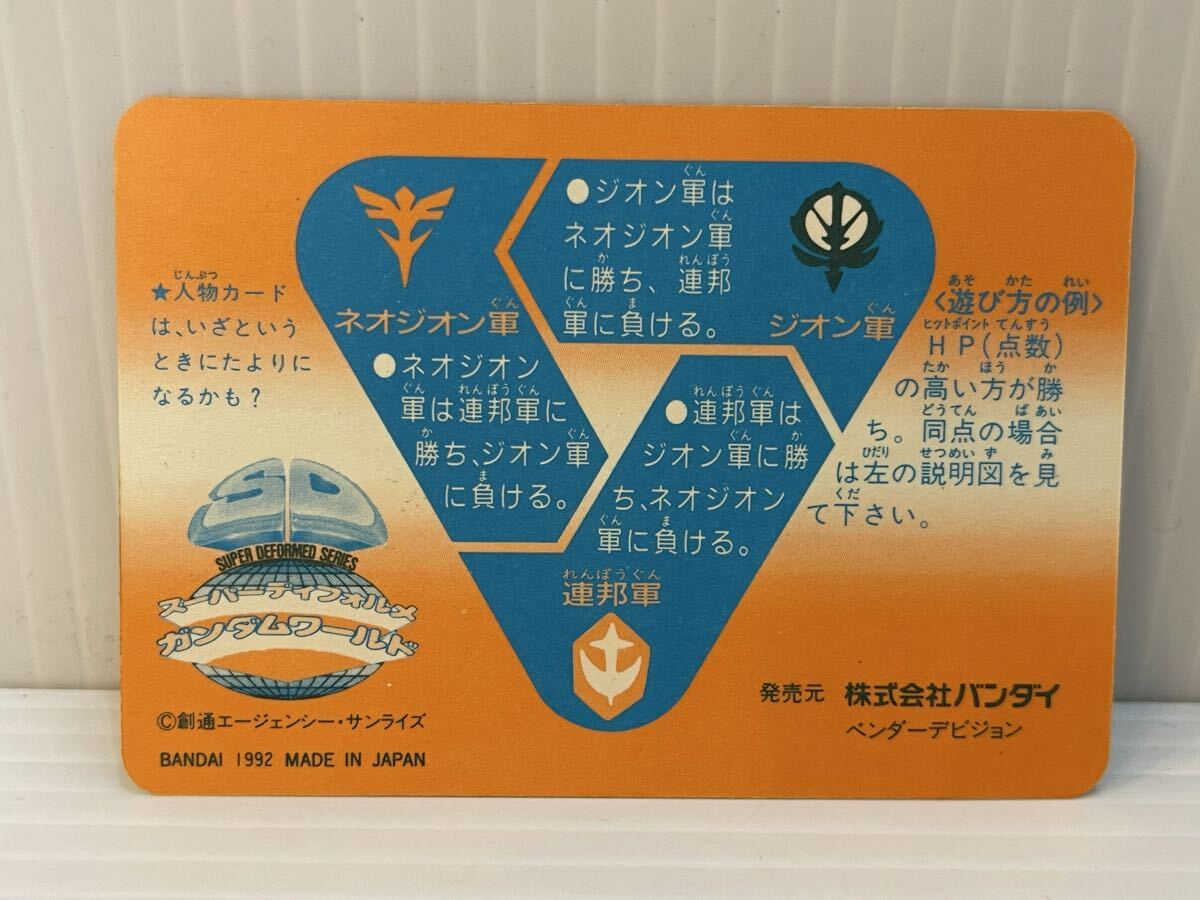 ★人物カード
は、いざという
ときにたよりに
なるかも？
ネオジオン軍
●ネオジオン
軍は連邦軍に
勝ち、ジオン軍
に負ける。
●ジオン軍は
ネオジオン軍
に勝ち、連邦
軍に負ける。
ジオン軍
●連邦軍は
ジオン軍に勝
ち、ネオジオン
軍に負ける。
連邦軍
〈遊び方の例〉
ＨＰ(点数)
の高い方が勝
ち。同点の場合
は左の説明図を見
て下さい。
SD
SUPER DEFORMED SERIES
スーパーディフォルメ
ガンダムワールド
©創通エージェンシー・サンライズ
BANDAI 1992 MADE IN JAPAN
発売元 株式会社バンダイ
ベンダーデビジョン